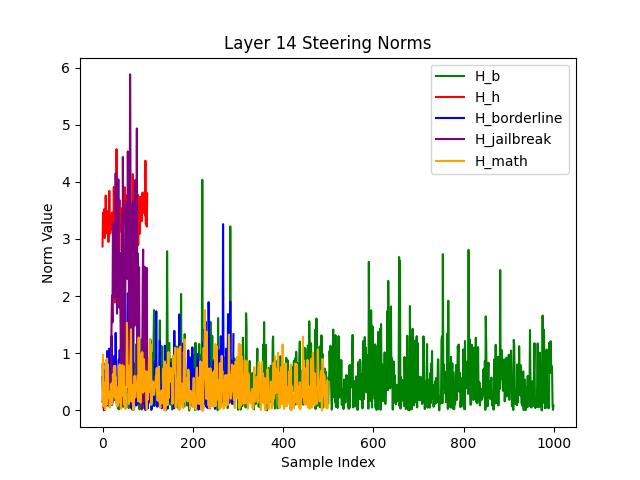 Layer 14 Steering Norms
Norm Value
6
5
4
3
2
1
0
0 200 400 600 800 1000
Sample Index
H_b
H_h
H_borderline
H_jailbreak
H_math